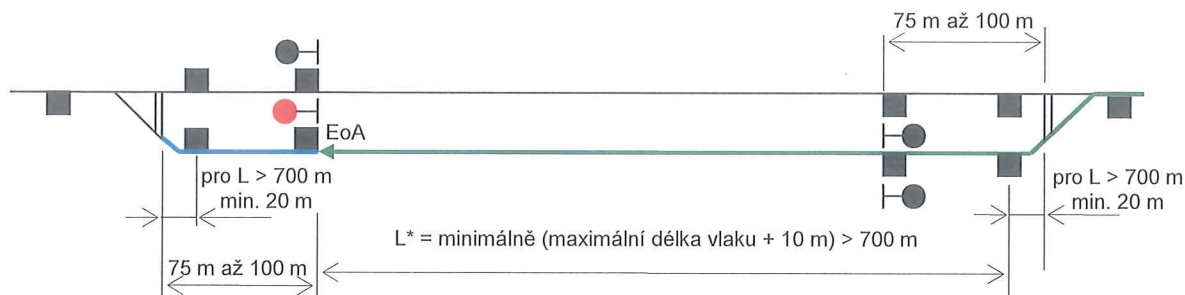 75 m až 100 m
EoA
pro L > 700 m
min. 20 m
pro L > 700 m
min. 20 m
L* = minimálně (maximální délka vlaku + 10 m) > 700 m
75 m až 100 m